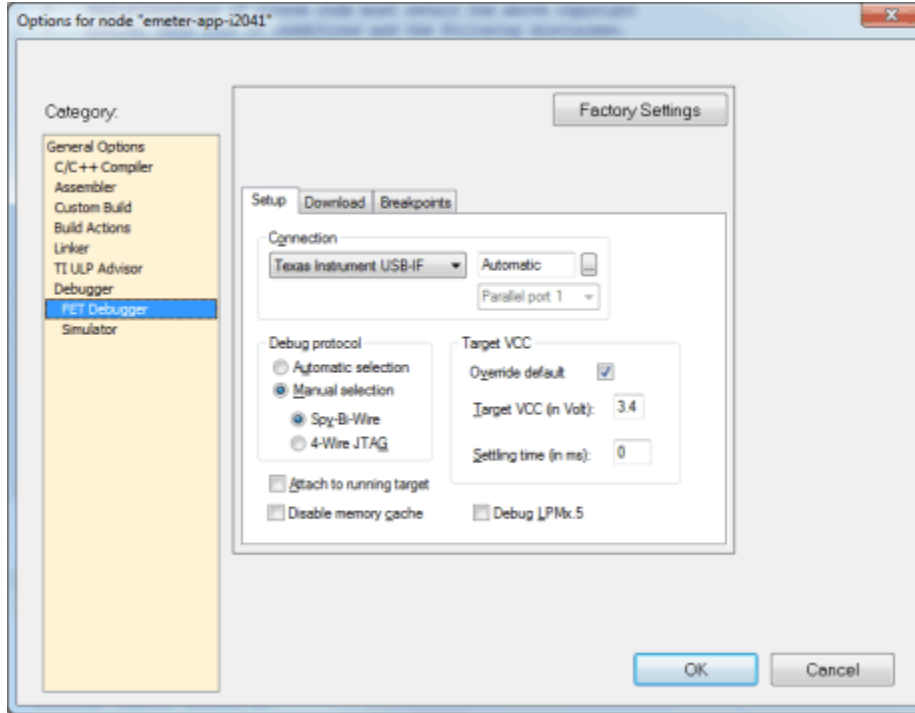 Options for node "emeter-app-i2041"
Category:
Factory Settings
General Options
C/C++ Compiler
Assembler
Custom Build
Build Actions
Linker
TI ULP Advisor
Debugger
FET Debugger
Simulator
Setup Download Breakpoints
Connection
Texas Instrument USB-IF Automatic ...
Parallel port 1
Debug protocol
Automatic selection
Manual selection
Spy-Bi-Wire
4-Wire JTAG
Target VCC
Override default
Target VCC (in Volt): 3.4
Settling time (in ms): 0
Attach to running target
Disable memory cache
Debug LPMx.5
OK Cancel